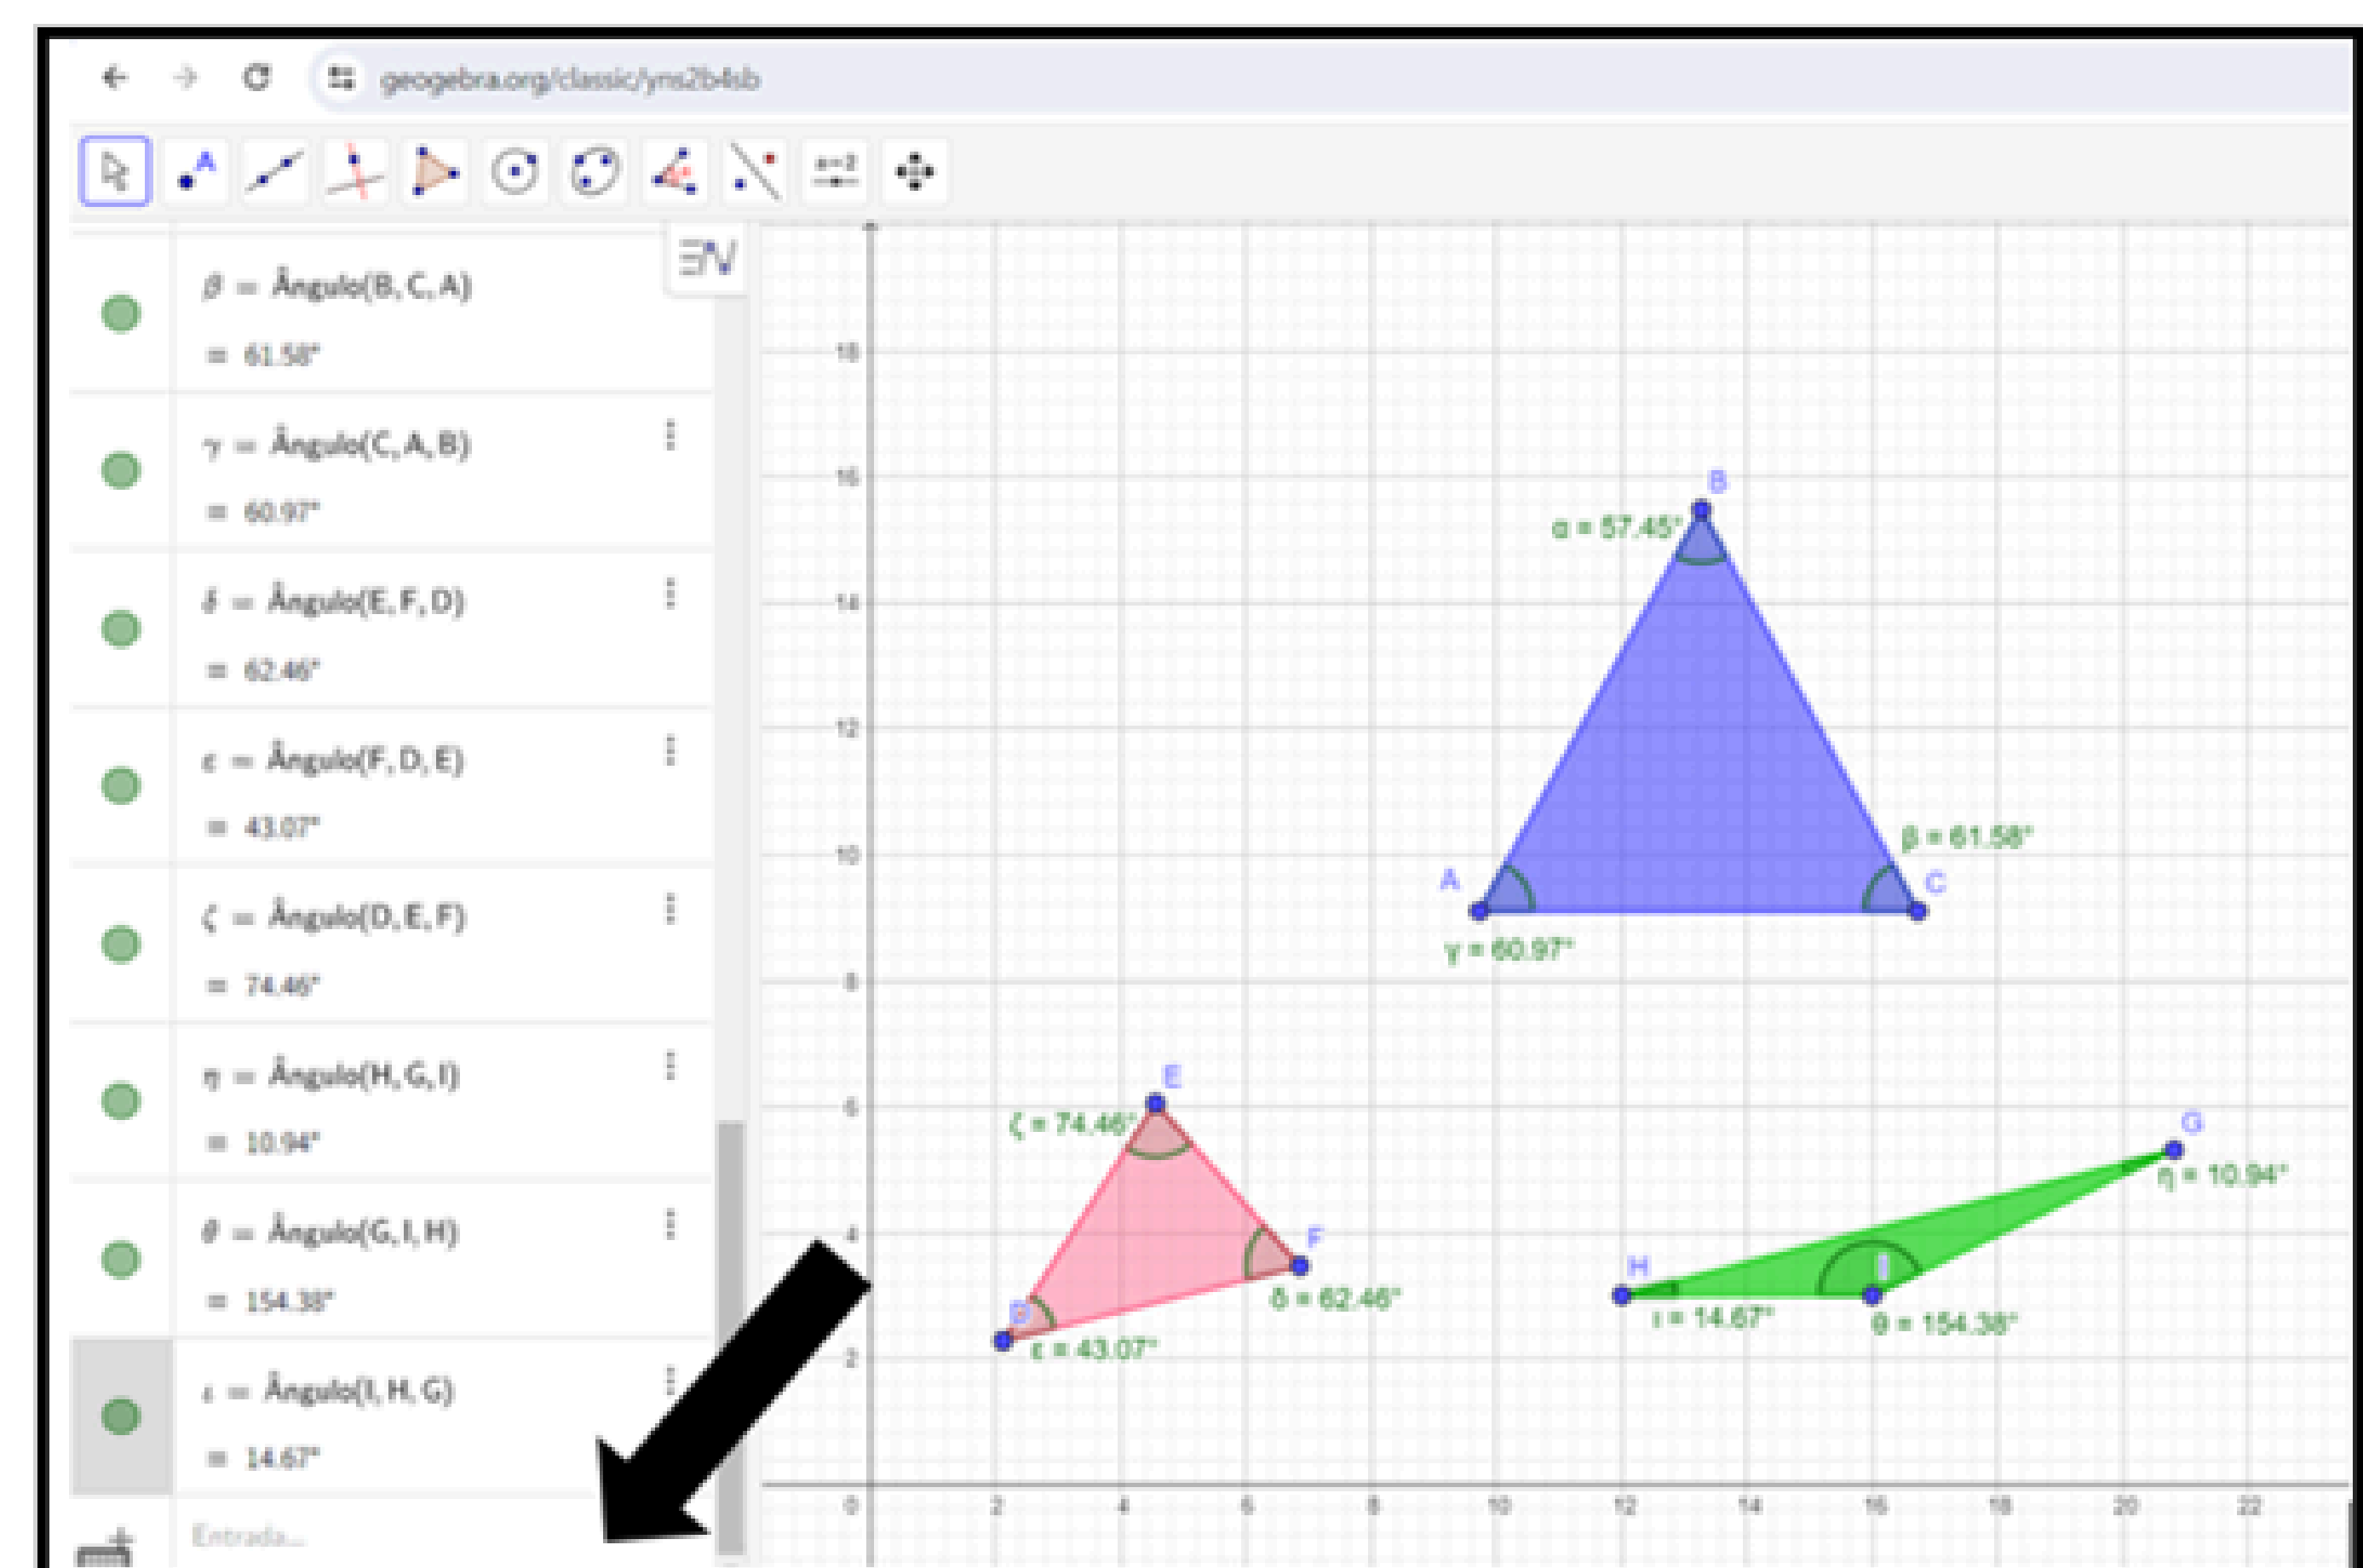 geogebra.org/classic/yns2b4sb
A
a=2
β = Ângulo(B, C, A)
= 61.58°
γ = Ângulo(C, A, B)
= 60.97°
δ = Ângulo(E, F, D)
= 62.46°
ε = Ângulo(F, D, E)
= 43.07°
ζ = Ângulo(D, E, F)
= 74.46°
η = Ângulo(H, G, I)
= 10.94°
θ = Ângulo(G, I, H)
= 154.38°
ι = Ângulo(I, H, G)
= 14.67°
Entrada...
18
16
14
12
10
8
6
4
2
0 2 4 6 8 10 12 14 16 18 20 22
B
α = 57.45°
β = 61.58°
A
C
γ = 60.97°
E
ζ = 74.46°
F
δ = 62.46°
D
ε = 43.07°
G
η = 10.94°
H
I
ι = 14.67°
θ = 154.38°